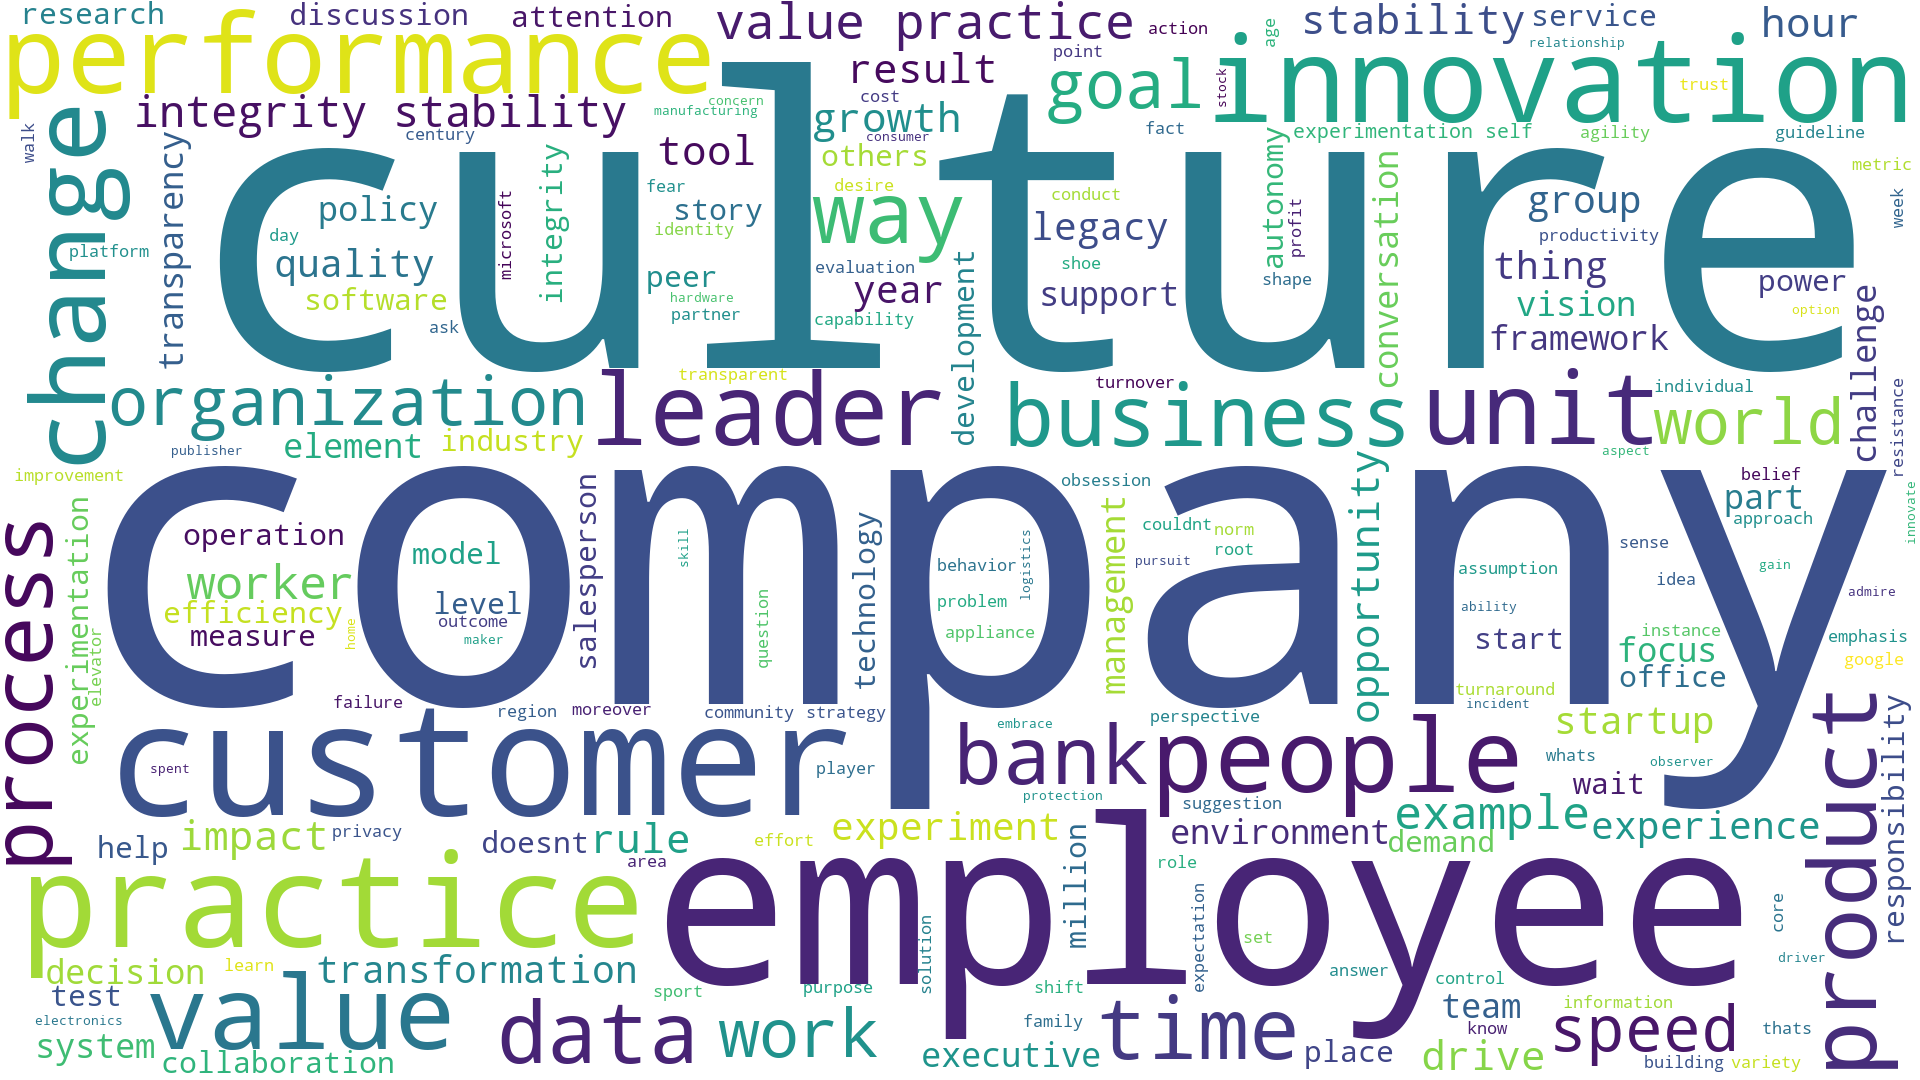 research
discussion
attention
value practice
action
age
stability
service
relationship
hour
performance
integrity stability
manufacturing
concern
result
cost
point
goal
stock
innovation
trust
walk
change
century
transparency
tool
growth
consumer
others
fact
experimentation self
agility
guideline
metric
culture
policy
day
quality
software
platform
microsoft
integrity
ask
fear
story
identity
peer
hardware
partner
desire
way
evaluation
year
capability
conduct
legacy
shoe
support
autonomy
profit
shape
conversation
group
productivity
thing
vision
framework
power
option
week
challenge
development
organization
element
industry
publisher
improvement
transparent
leader
turnover
business
unit
individual
world
aspect
resistance
innovate
company
process
experimentation
elevator
operation
worker
efficiency
measure
home
model
level
outcome
maker
salesperson
skill
question
technology
behavior
problem
appliance
logistics
obsession
management
couldnt
norm
root
pursuit
opportunity
assumption
ability
start
belief
part
approach
sense
idea
gain
admire
instance
focus
office
emphasis
google
failure
region
moreover
community
strategy
embrace
perspective
turnaround
incident
startup
customer
spent
player
bank
people
protection
suggestion
whats
observer
wait
product
responsibility
help
impact
privacy
doesnt
rule
area
effort
experiment
environment
example
demand
experience
role
practice
employee
million
expectation
set
core
driver
decision
learn
transformation
test
value
electronics
system
collaboration
sport
data
purpose
work
solution
shift
family
executive
time
answer
place
control
team
know
drive
information
speed
building
variety
thats